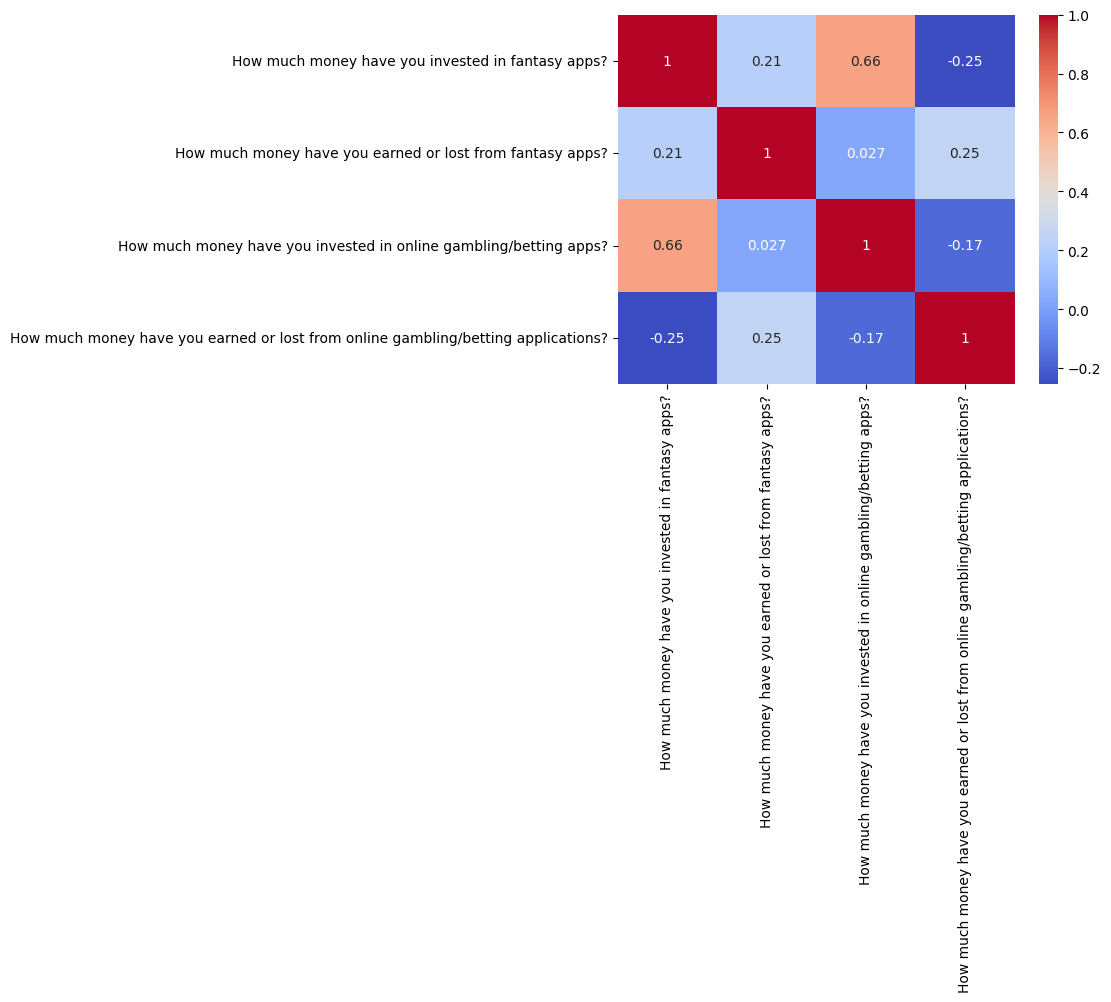 How much money have you invested in fantasy apps?
How much money have you earned or lost from fantasy apps?
How much money have you invested in online gambling/betting apps?
How much money have you earned or lost from online gambling/betting applications?
1 0.21 0.66 -0.25
0.21 1 0.027 0.25
0.66 0.027 1 -0.17
-0.25 0.25 -0.17 1
How much money have you invested in fantasy apps?
How much money have you earned or lost from fantasy apps?
How much money have you invested in online gambling/betting apps?
How much money have you earned or lost from online gambling/betting applications?
1.0
0.8
0.6
0.4
0.2
0.0
−0.2